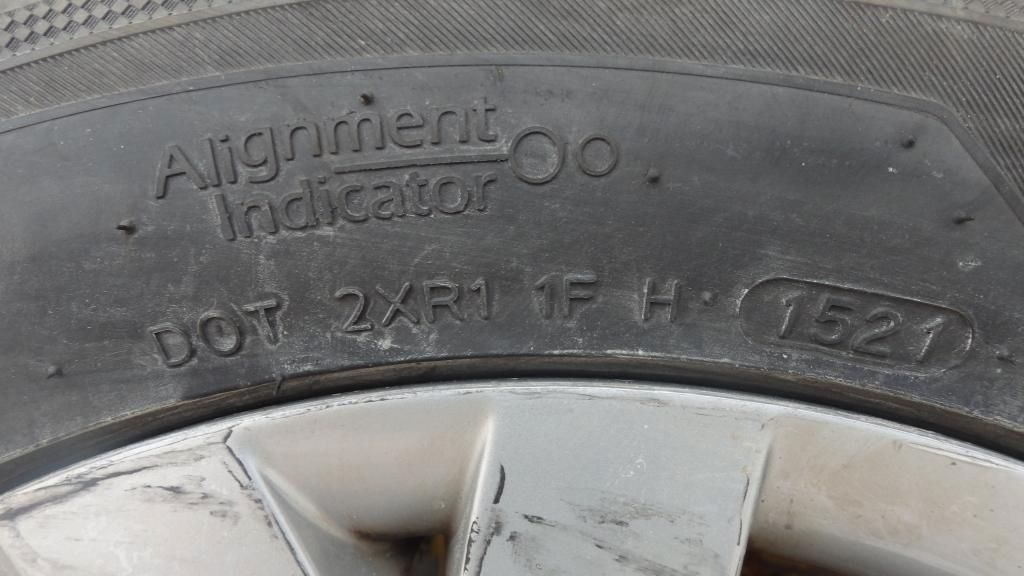 Alignment
Indicator
DOT 2XR1 1F H 1521